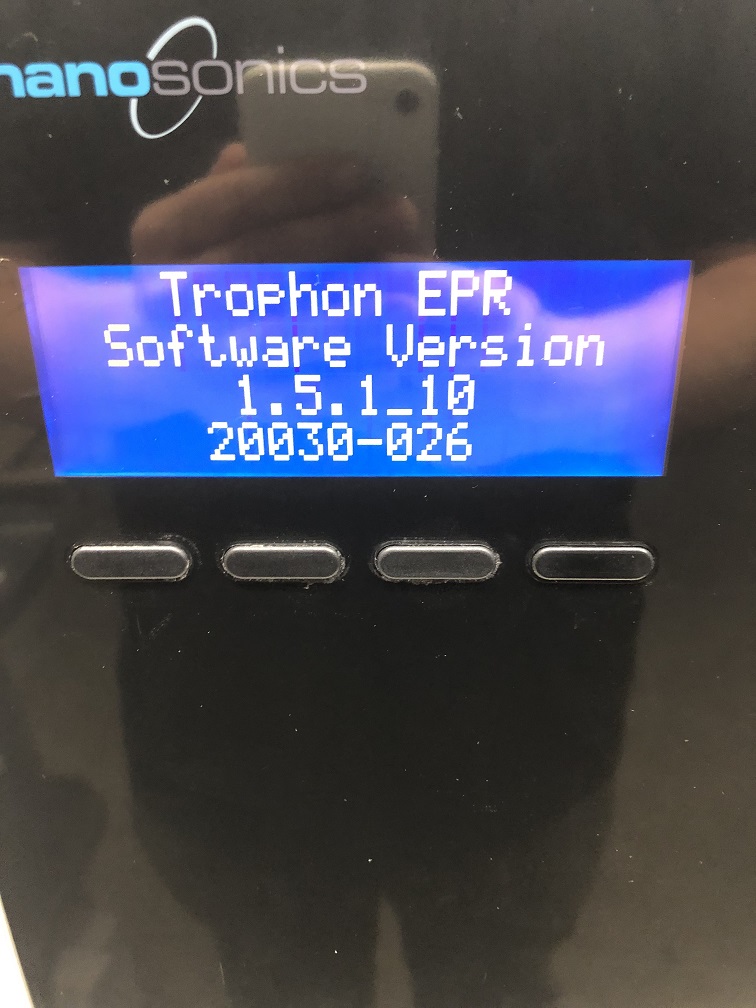 nanosonics
Trophon EPR
Software Version
1.5.1_10
20030-026